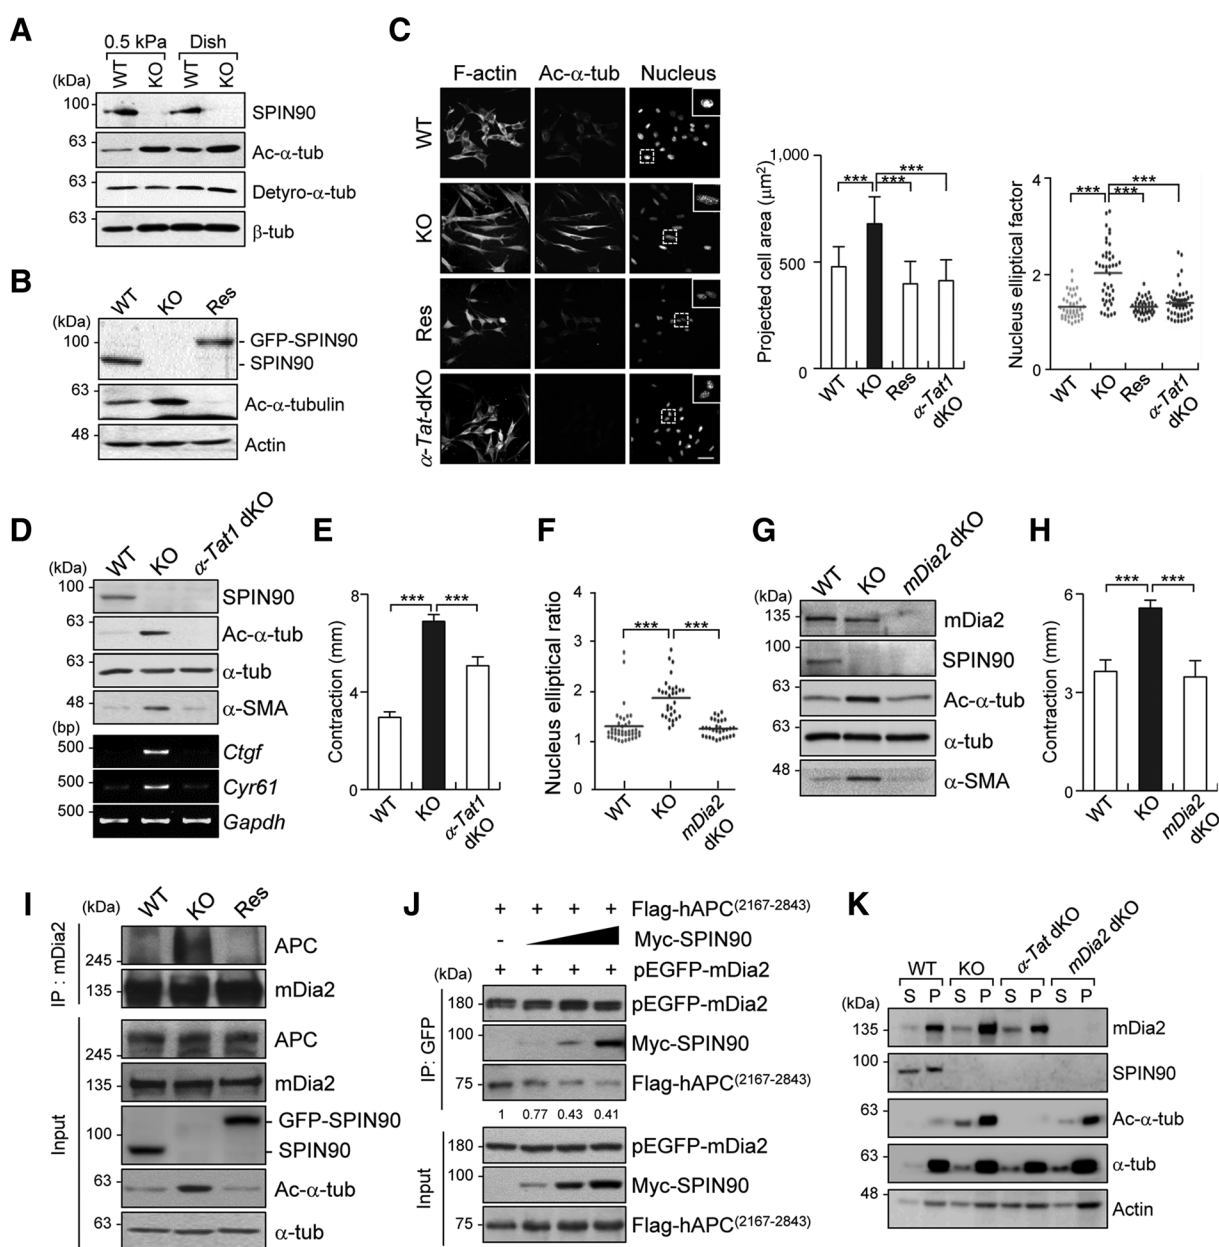 A
0.5 kPa Dish
WT KO WT KO
(kDa)
100
SPIN90
63
Ac-α-tub
63
Detyro-α-tub
63
β-tub
B
WT KO Res
(kDa)
100
GFP-SPIN90
SPIN90
63
Ac-α-tubulin
48
Actin
C
F-actin Ac-α-tub Nucleus
WT
KO
Res
α-Tat-dKO
Projected cell area (μm²)
1,000
500
0
*** *** ***
WT KO Res α-Tat1 dKO
Nucleus elliptical factor
4
2
0
*** *** ***
WT KO Res α-Tat1 dKO
D
WT KO α-Tat1 dKO
(kDa)
100
SPIN90
63
Ac-α-tub
63
α-tub
48
α-SMA
(bp)
500
Ctgf
500
Cyr61
500
Gapdh
E
Contraction (mm)
8
4
0
*** ***
WT KO α-Tat1 dKO
F
Nucleus elliptical ratio
4
3
2
1
0
*** ***
WT KO mDia2 dKO
G
WT KO mDia2 dKO
(kDa)
135
mDia2
100
SPIN90
63
Ac-α-tub
63
α-tub
48
α-SMA
H
Contraction (mm)
6
3
0
*** ***
WT KO mDia2 dKO
I
(kDa) WT KO Res
IP : mDia2
245
APC
135
mDia2
Input
245
APC
135
mDia2
GFP-SPIN90
100
SPIN90
63
Ac-α-tub
63
α-tub
J
+ + + + Flag-hAPC(2167-2843)
- Myc-SPIN90
+ + + + pEGFP-mDia2
(kDa)
IP: GFP
180
pEGFP-mDia2
100
Myc-SPIN90
75
Flag-hAPC(2167-2843)
1 0.77 0.43 0.41
Input
180
pEGFP-mDia2
100
Myc-SPIN90
75
Flag-hAPC(2167-2843)
K
WT KO α-Tat dKO mDia2 dKO
S P S P S P S P
(kDa)
135
mDia2
100
SPIN90
63
Ac-α-tub
63
α-tub
48
Actin